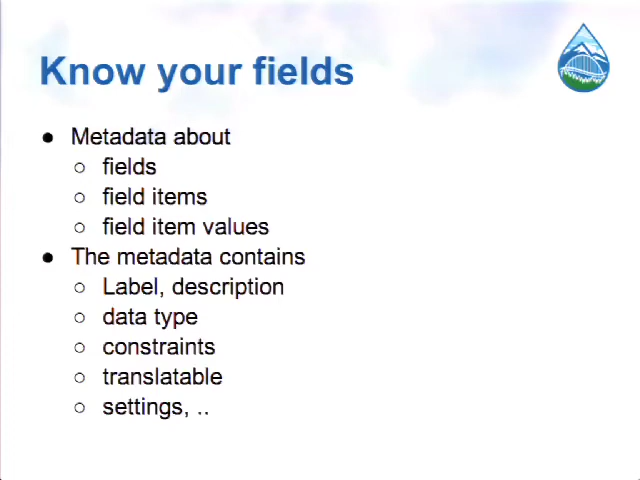 Know your fields
● Metadata about
○ fields
○ field items
○ field item values
● The metadata contains
○ Label, description
○ data type
○ constraints
○ translatable
○ settings, ..